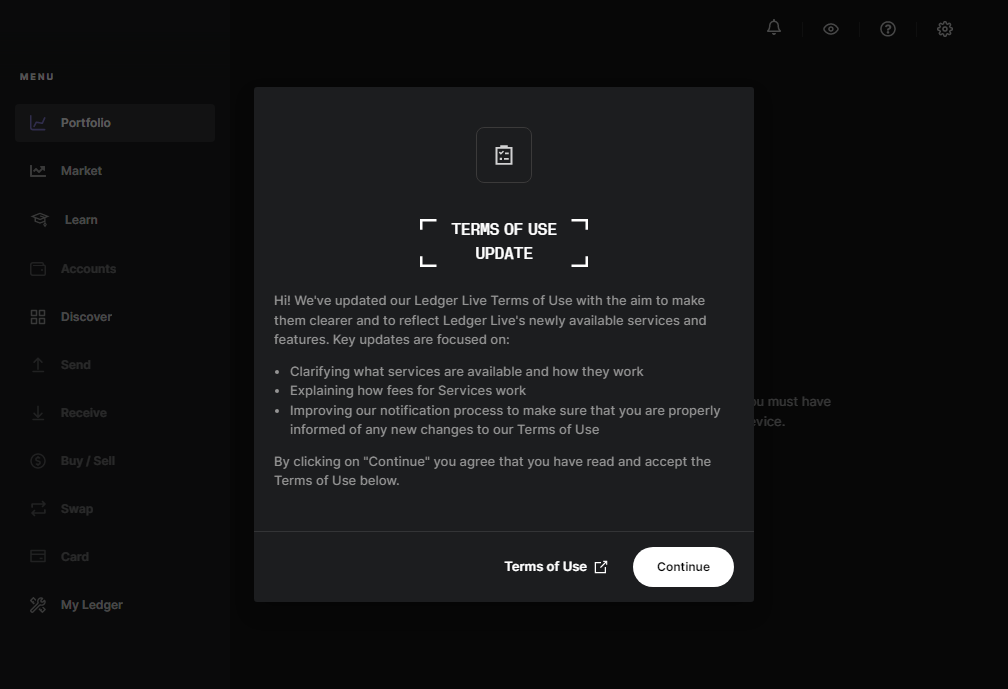 MENU
Portfolio
Market
Learn
Accounts
Discover
Send
Receive
Buy / Sell
Swap
Card
My Ledger
TERMS OF USE
UPDATE
Hi! We've updated our Ledger Live Terms of Use with the aim to make
them clearer and to reflect Ledger Live's newly available services and
features. Key updates are focused on:
• Clarifying what services are available and how they work
• Explaining how fees for Services work
• Improving our notification process to make sure that you are properly
informed of any new changes to our Terms of Use
By clicking on "Continue" you agree that you have read and accept the
Terms of Use below.
must have
Terms of Use
Continue